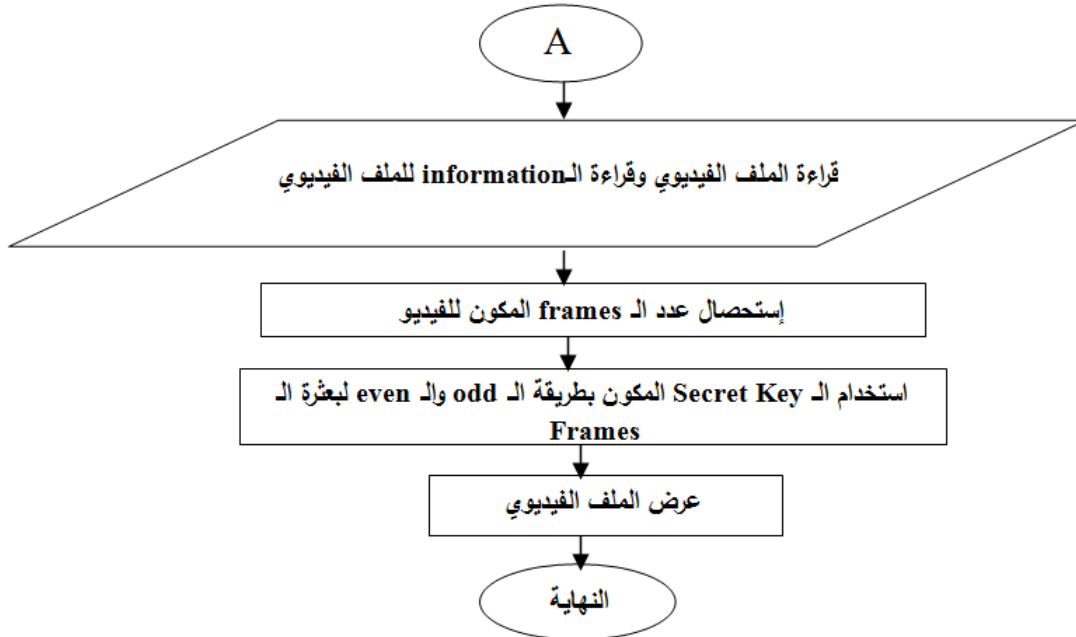 A
قراءة الملف الفيديوي وقراءة الـinformation للملف الفيديوي
إستحصال عدد الـ frames المكون للفيديو
استخدام الـ Secret Key المكون بطريقة الـ odd والـ even لبعثرة الـ
Frames
عرض الملف الفيديوي
النهاية